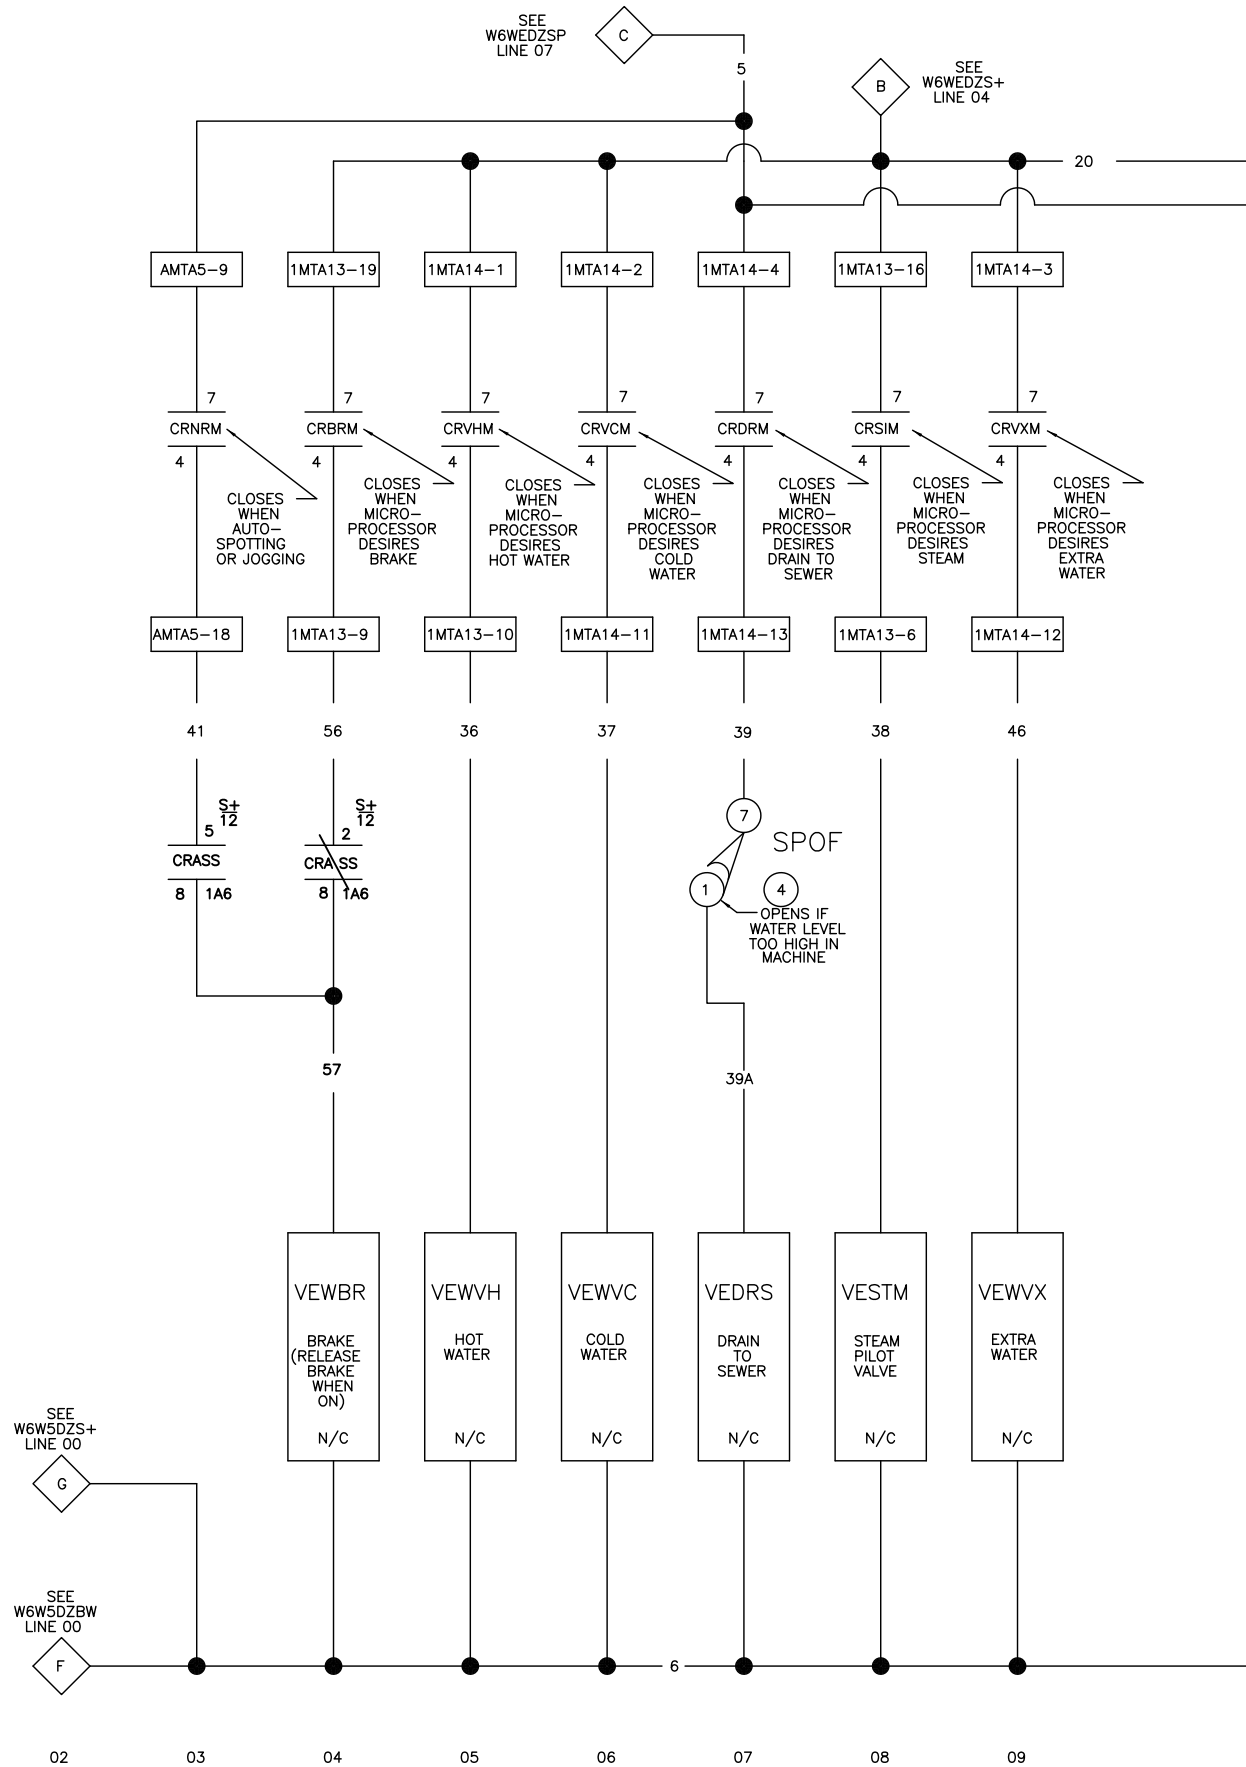 SEE
W6WEDZSP
LINE 07
C
5
SEE
W6WEDZS+
LINE 04
B
20
AMTA5-9
1MTA13-19
1MTA14-1
1MTA14-2
1MTA14-4
1MTA13-16
1MTA14-3
7
7
7
7
7
7
7
CRNRM
CRBRM
CRVHM
CRVCM
CRDRM
CRSIM
CRVXM
4
4
4
4
4
4
4
CLOSES
WHEN
AUTO-
SPOTTING
OR JOGGING
CLOSES
WHEN
MICRO-
PROCESSOR
DESIRES
BRAKE
CLOSES
WHEN
MICRO-
PROCESSOR
DESIRES
HOT WATER
CLOSES
WHEN
MICRO-
PROCESSOR
DESIRES
COLD
WATER
CLOSES
WHEN
MICRO-
PROCESSOR
DESIRES
DRAIN TO
SEWER
CLOSES
WHEN
MICRO-
PROCESSOR
DESIRES
STEAM
CLOSES
WHEN
MICRO-
PROCESSOR
DESIRES
EXTRA
WATER
AMTA5-18
1MTA13-9
1MTA13-10
1MTA14-11
1MTA14-13
1MTA13-6
1MTA14-12
41
56
36
37
39
38
46
S+
12
5
CRASS
8
1A6
S+
12
2
CRASS
8
1A6
7
SPOF
1
4
OPENS IF
WATER LEVEL
TOO HIGH IN
MACHINE
57
39A
VEWBR
BRAKE
(RELEASE
BRAKE
WHEN
ON)
N/C
VEWVH
HOT
WATER
N/C
VEWVC
COLD
WATER
N/C
VEDRS
DRAIN
TO
SEWER
N/C
VESTM
STEAM
PILOT
VALVE
N/C
VEWVX
EXTRA
WATER
N/C
SEE
W6W5DZS+
LINE 00
G
SEE
W6W5DZBW
LINE 00
F
6
02
03
04
05
06
07
08
09